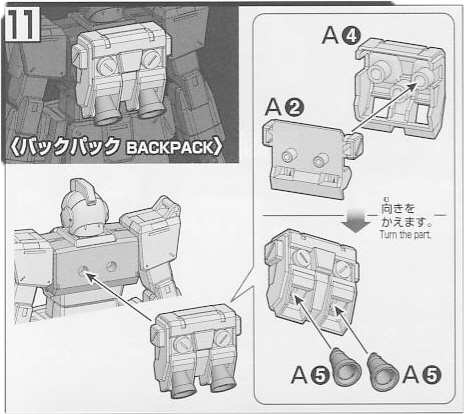 11
〈バックパック BACKPACK〉
A❹
A❷
む
向きを
かえます。
Turn the part.
A❺
A❺